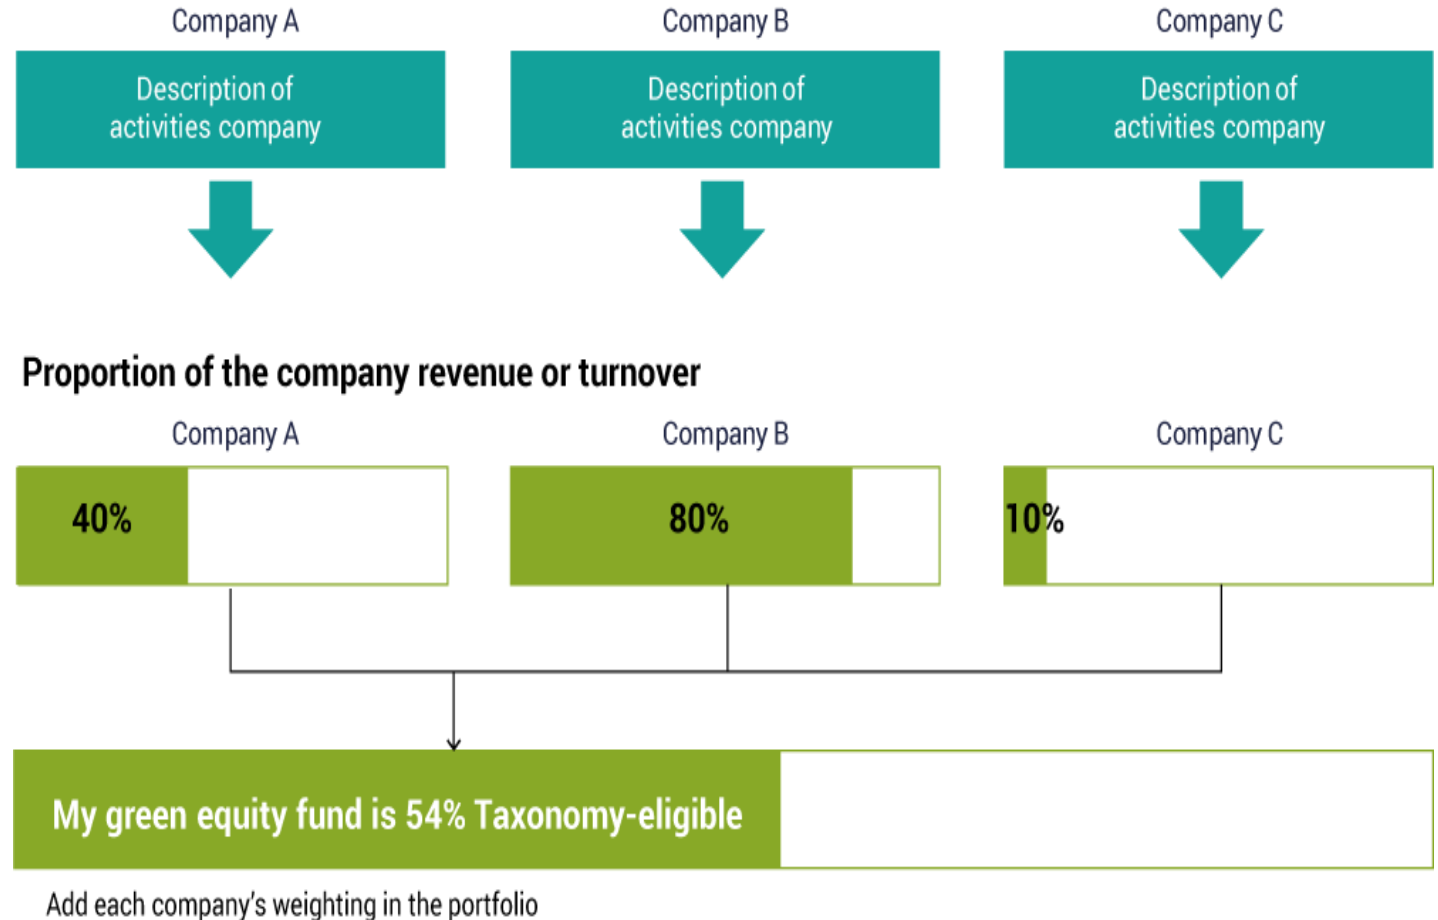 Company A
Company B
Company C
Description of
activities company
Description of
activities company
Description of
activities company
Proportion of the company revenue or turnover
Company A
Company B
Company C
40%
80%
10%
My green equity fund is 54% Taxonomy-eligible
Add each company's weighting in the portfolio